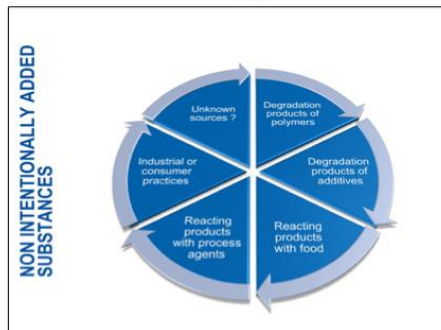 NON INTENTIONALLY ADDED
SUBSTANCES
Unknown
sources ?
Degradation
products of
polymers
Degradation
products of
additives
Reacting
products
with food
Reacting
products
with process
agents
Industrial or
consumer
practices